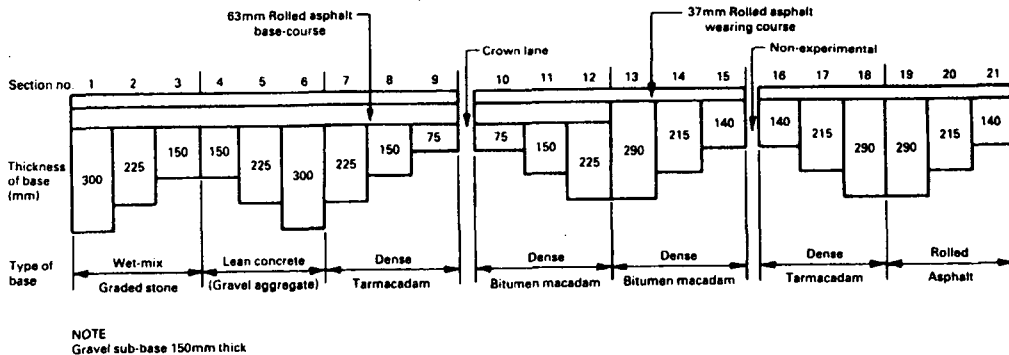 63mm Rolled asphalt
base-course
37mm Rolled asphalt
wearing course
Crown lane
Non-experimental
Section no. 1 2 3 4 5 6 7 8 9 10 11 12 13 14 15 16 17 18 19 20 21
Thickness
of base
(mm)
300 225 150 150 225 300 225 150 75 75 150 225 290 215 140 140 215 290 290 215 140
Type of
base
Wet-mix
Graded stone
Lean concrete
(Gravel aggregate)
Dense
Tarmacadam
Dense
Bitumen macadam
Dense
Bitumen macadam
Dense
Tarmacadam
Rolled
Asphalt
NOTE
Gravel sub-base 150mm thick